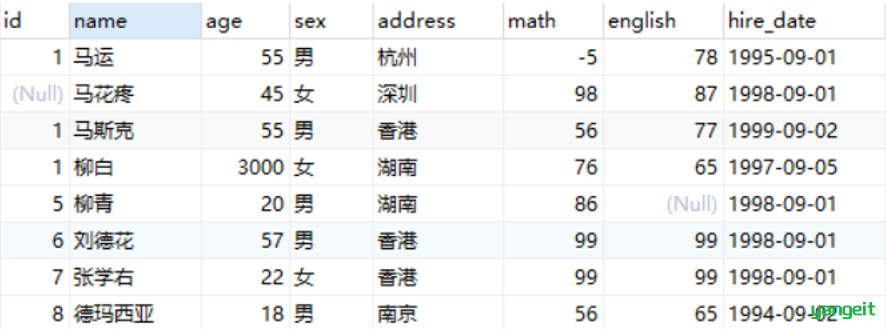 id name age sex address math english hire_date
1 马运 55 男 杭州 -5 78 1995-09-01
(Null) 马花疼 45 女 深圳 98 87 1998-09-01
1 马斯克 55 男 香港 56 77 1999-09-02
1 柳白 3000 女 湖南 76 65 1997-09-05
5 柳青 20 男 湖南 86 (Null) 1998-09-01
6 刘德花 57 男 香港 99 99 1998-09-01
7 张学右 22 女 香港 99 99 1998-09-01
8 德玛西亚 18 男 南京 56 65 1994-09-02
yangeit